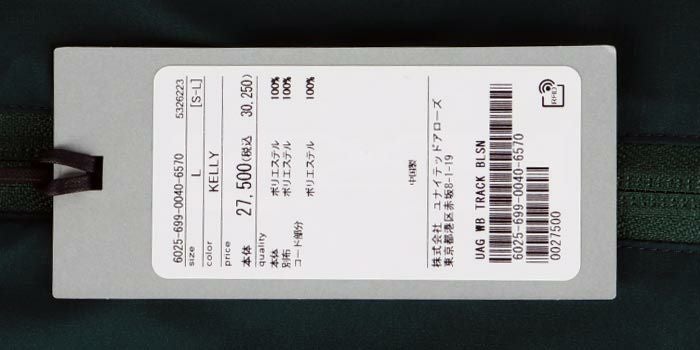 6025-699-0040-6570 5326223
size L [S-L]
color KELLY
price
本体 27,500(税込 30,250)
quality
本体 ポリエステル 100%
別布 ポリエステル 100%
コード部分
ポリエステル 100%
中国製
株式会社 ユナイテッドアローズ
東京都港区赤坂8-1-19
UAG WB TRACK BLSN
6025-699-0040-6570
0027500
RFID